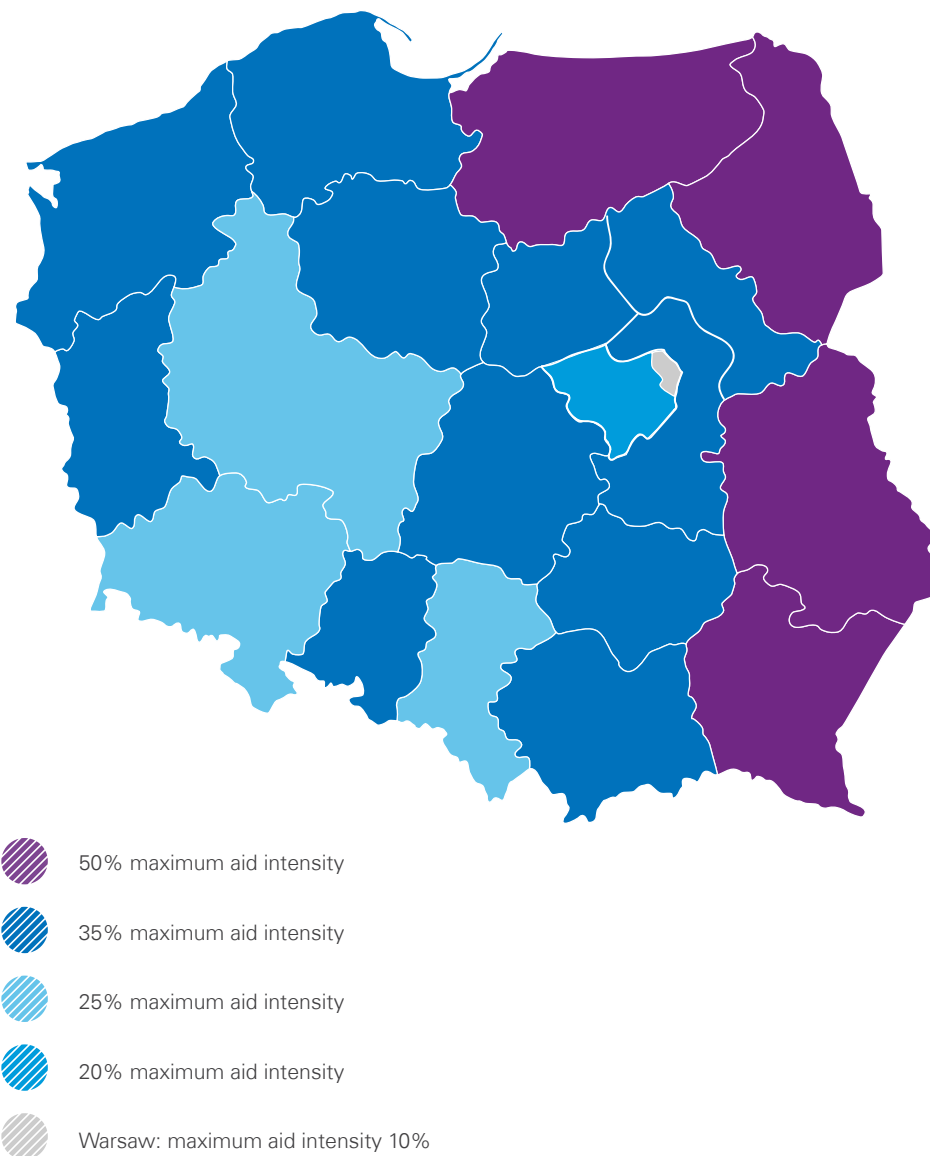 50% maximum aid intensity
35% maximum aid intensity
25% maximum aid intensity
20% maximum aid intensity
Warsaw: maximum aid intensity 10%